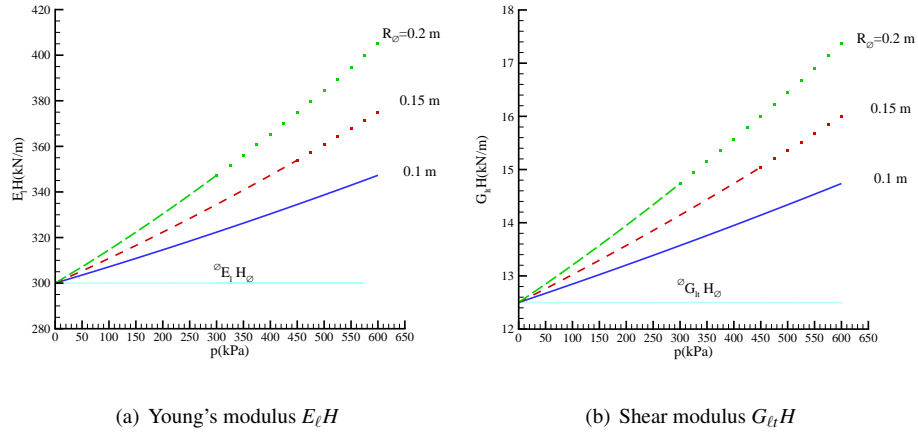 420
400
380
360
340
320
300
280
E_lH(kN/m)
0 50 100 150 200 250 300 350 400 450 500 550 600 650
p(kPa)
R_∅=0.2 m
0.15 m
0.1 m
^∅E_l H_∅
18
17
16
15
14
13
12
G_ltH(kN/m)
0 50 100 150 200 250 300 350 400 450 500 550 600 650
p(kPa)
R_∅=0.2 m
0.15 m
0.1 m
^∅G_lt H_∅
(a) Young's modulus E_ℓH
(b) Shear modulus G_ℓtH